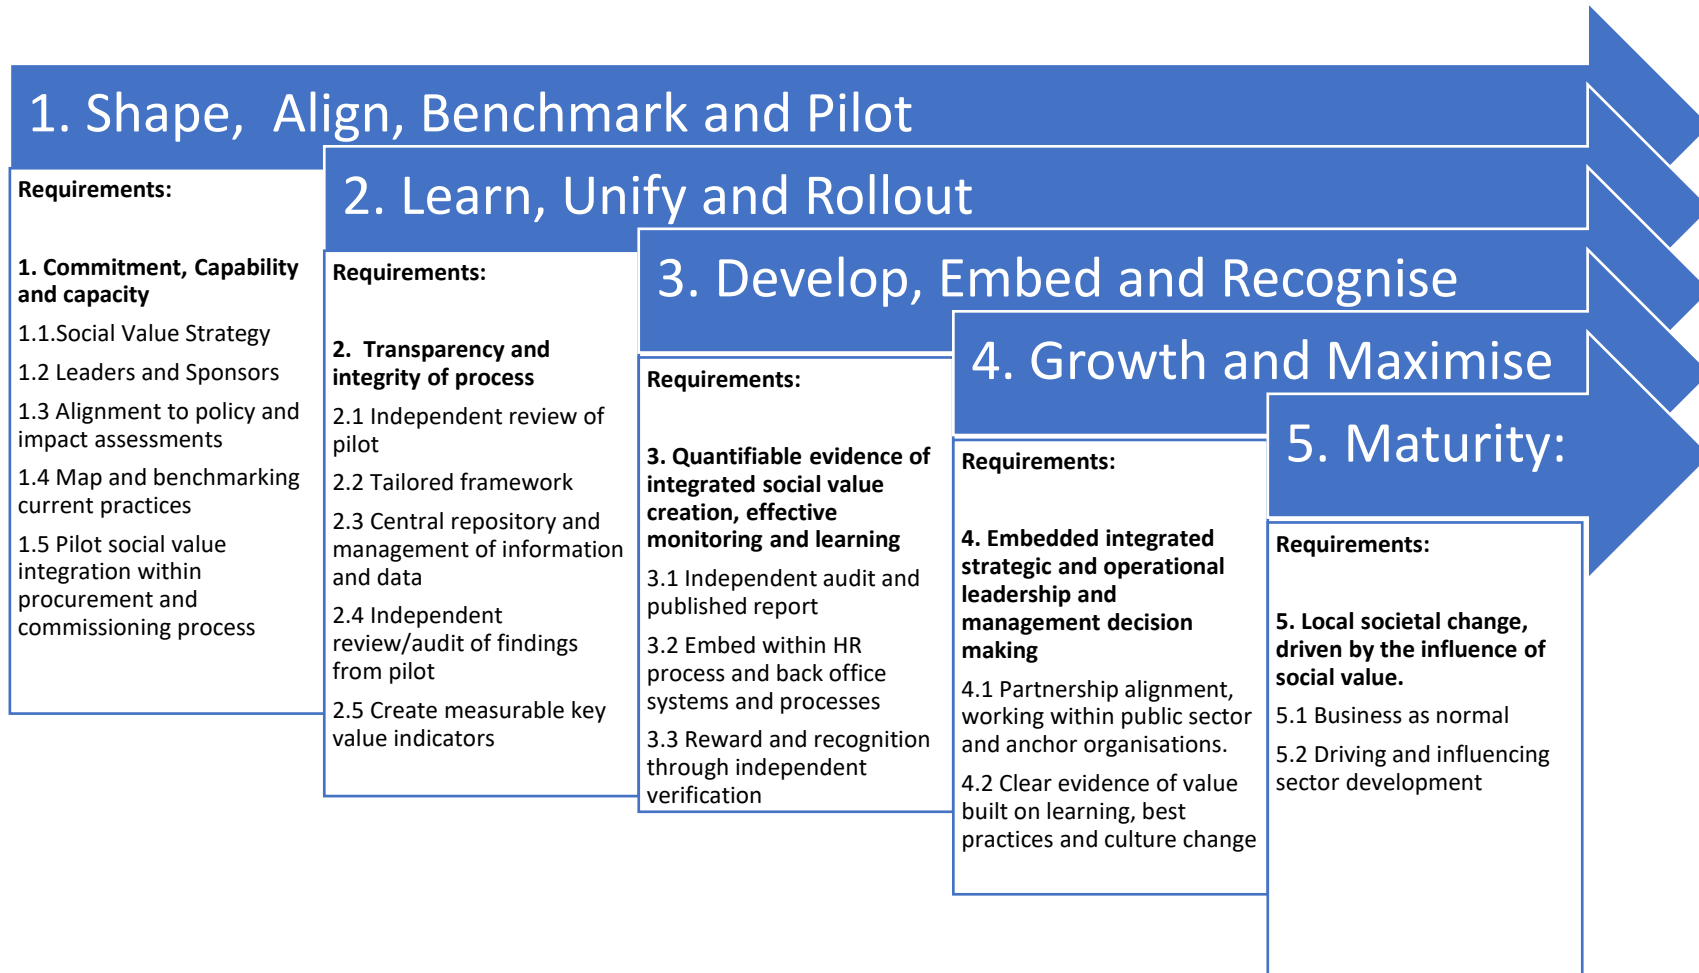 1. Shape, Align, Benchmark and Pilot
Requirements:
1. Commitment, Capability
and capacity
1.1.Social Value Strategy
1.2 Leaders and Sponsors
1.3 Alignment to policy and
impact assessments
1.4 Map and benchmarking
current practices
1.5 Pilot social value
integration within
procurement and
commissioning process
2. Learn, Unify and Rollout
Requirements:
2. Transparency and
integrity of process
2.1 Independent review of
pilot
2.2 Tailored framework
2.3 Central repository and
management of information
and data
2.4 Independent
review/audit of findings
from pilot
2.5 Create measurable key
value indicators
3. Develop, Embed and Recognise
Requirements:
3. Quantifiable evidence of
integrated social value
creation, effective
monitoring and learning
3.1 Independent audit and
published report
3.2 Embed within HR
process and back office
systems and processes
3.3 Reward and recognition
through independent
verification
4. Growth and Maximise
Requirements:
4. Embedded integrated
strategic and operational
leadership and
management decision
making
4.1 Partnership alignment,
working within public sector
and anchor organisations.
4.2 Clear evidence of value
built on learning, best
practices and culture change
5. Maturity:
Requirements:
5. Local societal change,
driven by the influence of
social value.
5.1 Business as normal
5.2 Driving and influencing
sector development